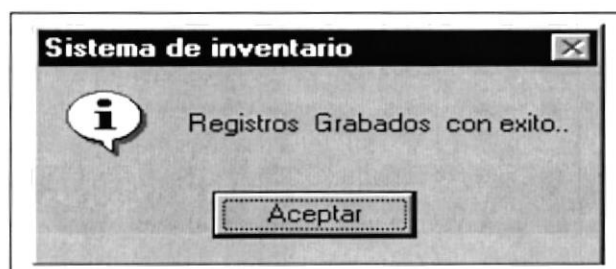 Sistema de inventario
Registros Grabados con exito..
Aceptar